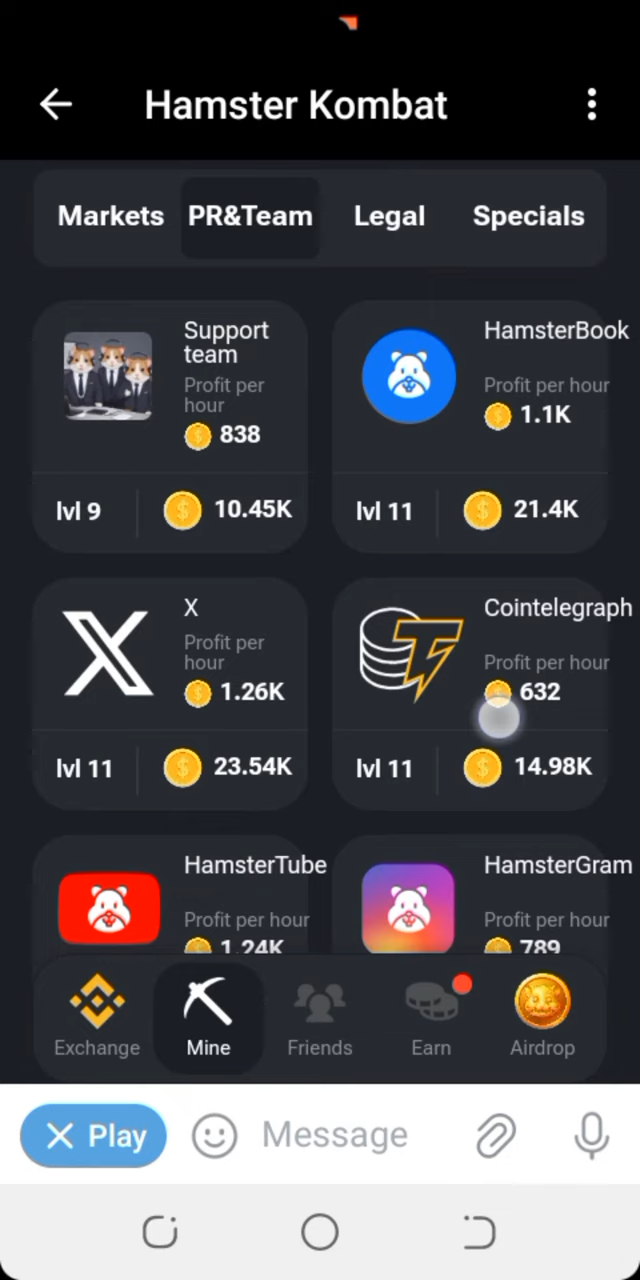 Hamster Kombat
Markets PR&Team Legal Specials
Support team
Profit per hour
838
lvl 9
10.45K
HamsterBook
Profit per hour
1.1K
lvl 11
21.4K
X
Profit per hour
1.26K
lvl 11
23.54K
Cointelegraph
Profit per hour
632
lvl 11
14.98K
HamsterTube
Profit per hour
1.24K
HamsterGram
Profit per hour
789
Exchange Mine Friends Earn Airdrop
Play Message